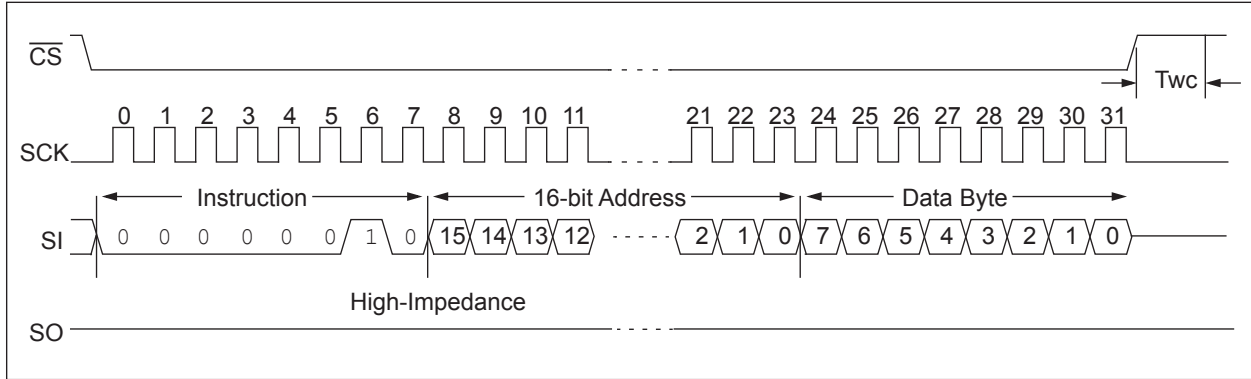 CS
Twc
0 1 2 3 4 5 6 7 8 9 10 11 21 22 23 24 25 26 27 28 29 30 31
SCK
Instruction 16-bit Address Data Byte
SI 0 0 0 0 0 0 1 0 15 14 13 12 2 1 0 7 6 5 4 3 2 1 0
High-Impedance
SO